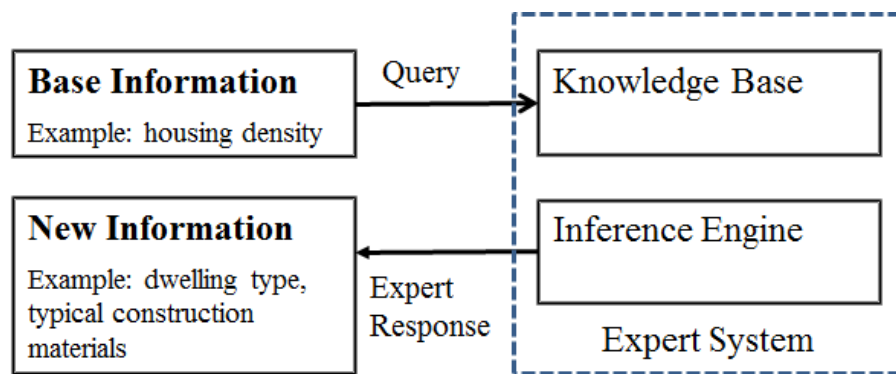 Base Information
Example: housing density
Query
Knowledge Base
New Information
Example: dwelling type,
typical construction
materials
Expert
Response
Inference Engine
Expert System